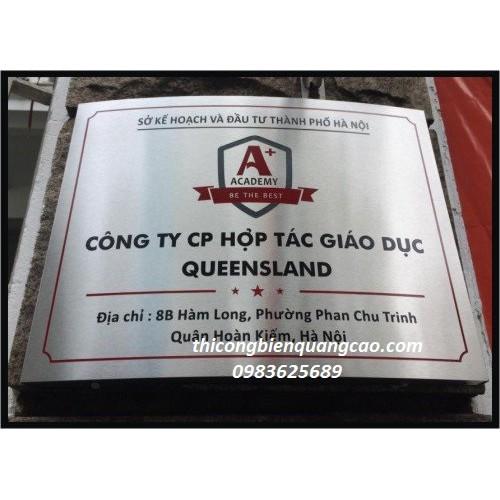 SỞ KẾ HOẠCH VÀ ĐẦU TƯ THÀNH PHỐ HÀ NỘI
A+
ACADEMY
BE THE BEST
CÔNG TY CP HỢP TÁC GIÁO DỤC
QUEENSLAND
Địa chỉ : 8B Hàm Long, Phường Phan Chu Trinh
Quận Hoàn Kiếm, Hà Nội
thicongbienquangcao.com
0983625689